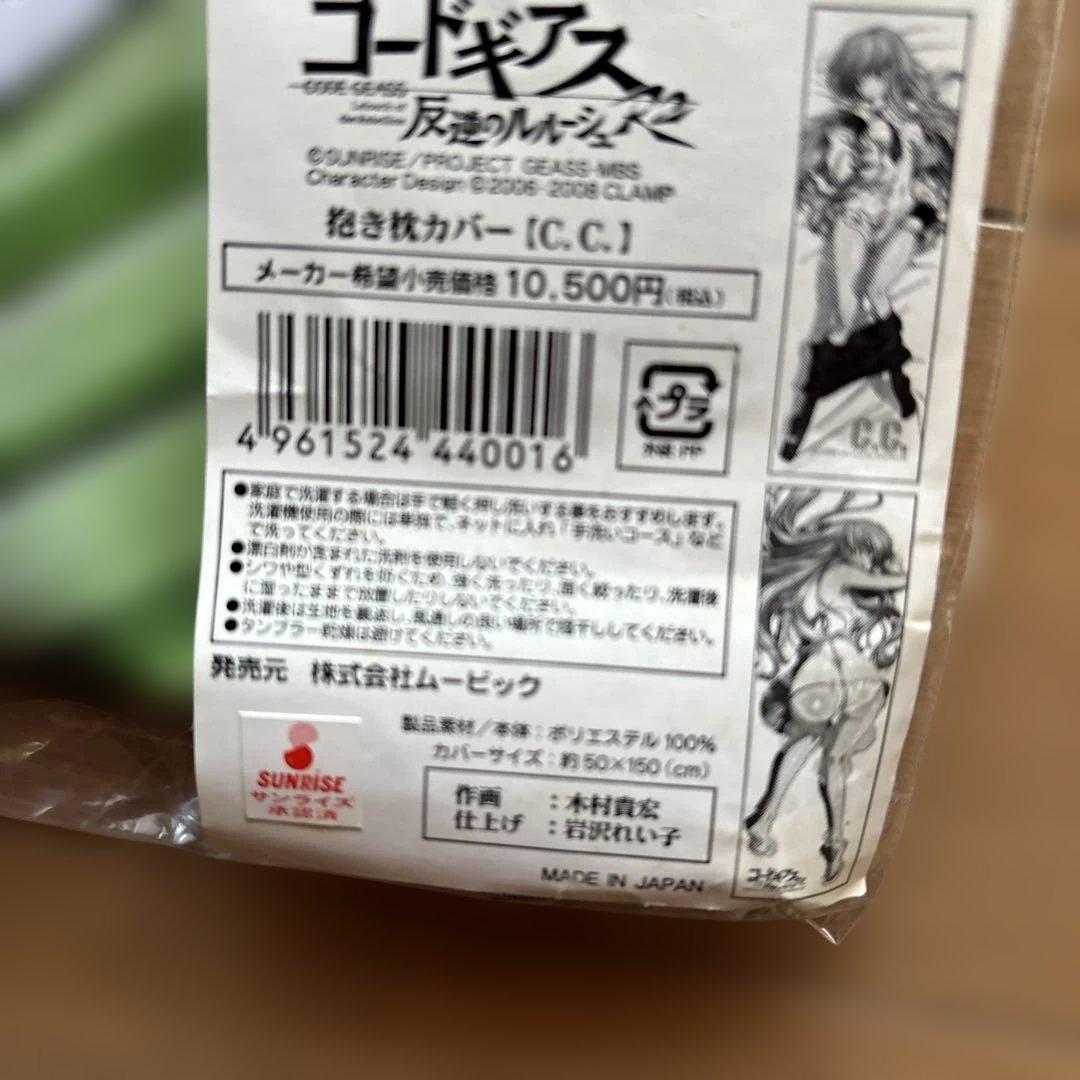 コードギアス
CODE GEASS
Lelouch of the Rebellion
反逆のルルーシュ R2
©SUNRISE/PROJECT GEASS・MBS
Character Design ©2006-2008 CLAMP
抱き枕カバー【C.C.】
メーカー希望小売価格 10,500円(税込)
4 961524 440016
プラ
外装:PP
●家庭で洗濯する場合は手で軽く押し洗いする事をおすすめします。
洗濯機使用の際には単独で、ネットに入れ「手洗いコース」など
で洗ってください。
●漂白剤が含まれた洗剤を使用しないでください。
●シワや型くずれを防ぐため、強く洗ったり、固く絞ったり、洗濯後
に湿ったままで放置したりしないでください。
●洗濯後は生地を裏返し、風通しの良い場所で陰干ししてください。
●タンブラー乾燥は避けてください。
発売元 株式会社ムービック
製品素材/本体:ポリエステル100%
カバーサイズ:約50×150(cm)
SUNRISE
サンライズ
承認済
作画 :木村貴宏
仕上げ :岩沢れい子
MADE IN JAPAN
C.C.
コードギアス